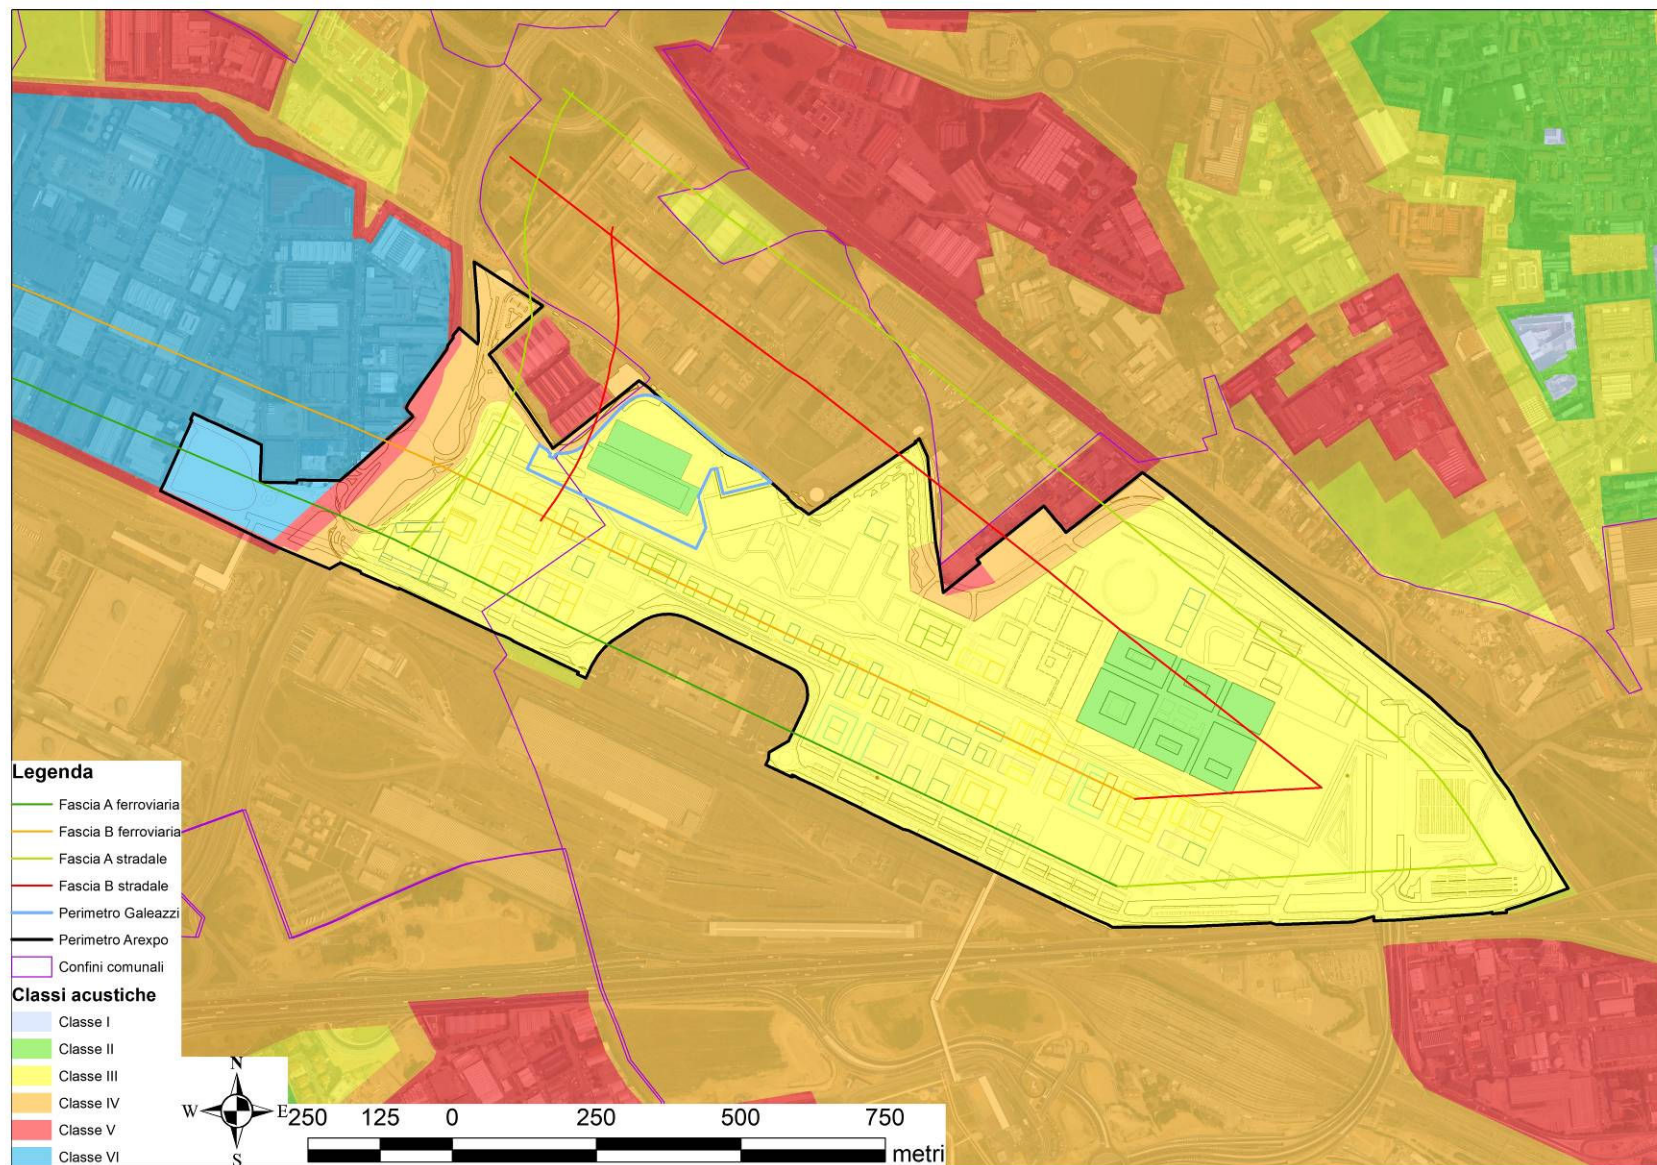 Legenda
Fascia A ferroviaria
Fascia B ferroviaria
Fascia A stradale
Fascia B stradale
Perimetro Galeazzi
Perimetro Arexpo
Confini comunali
Classi acustiche
Classe I
Classe II
Classe III
Classe IV
Classe V
Classe VI
N
W E
S
250 125 0 250 500 750
metri